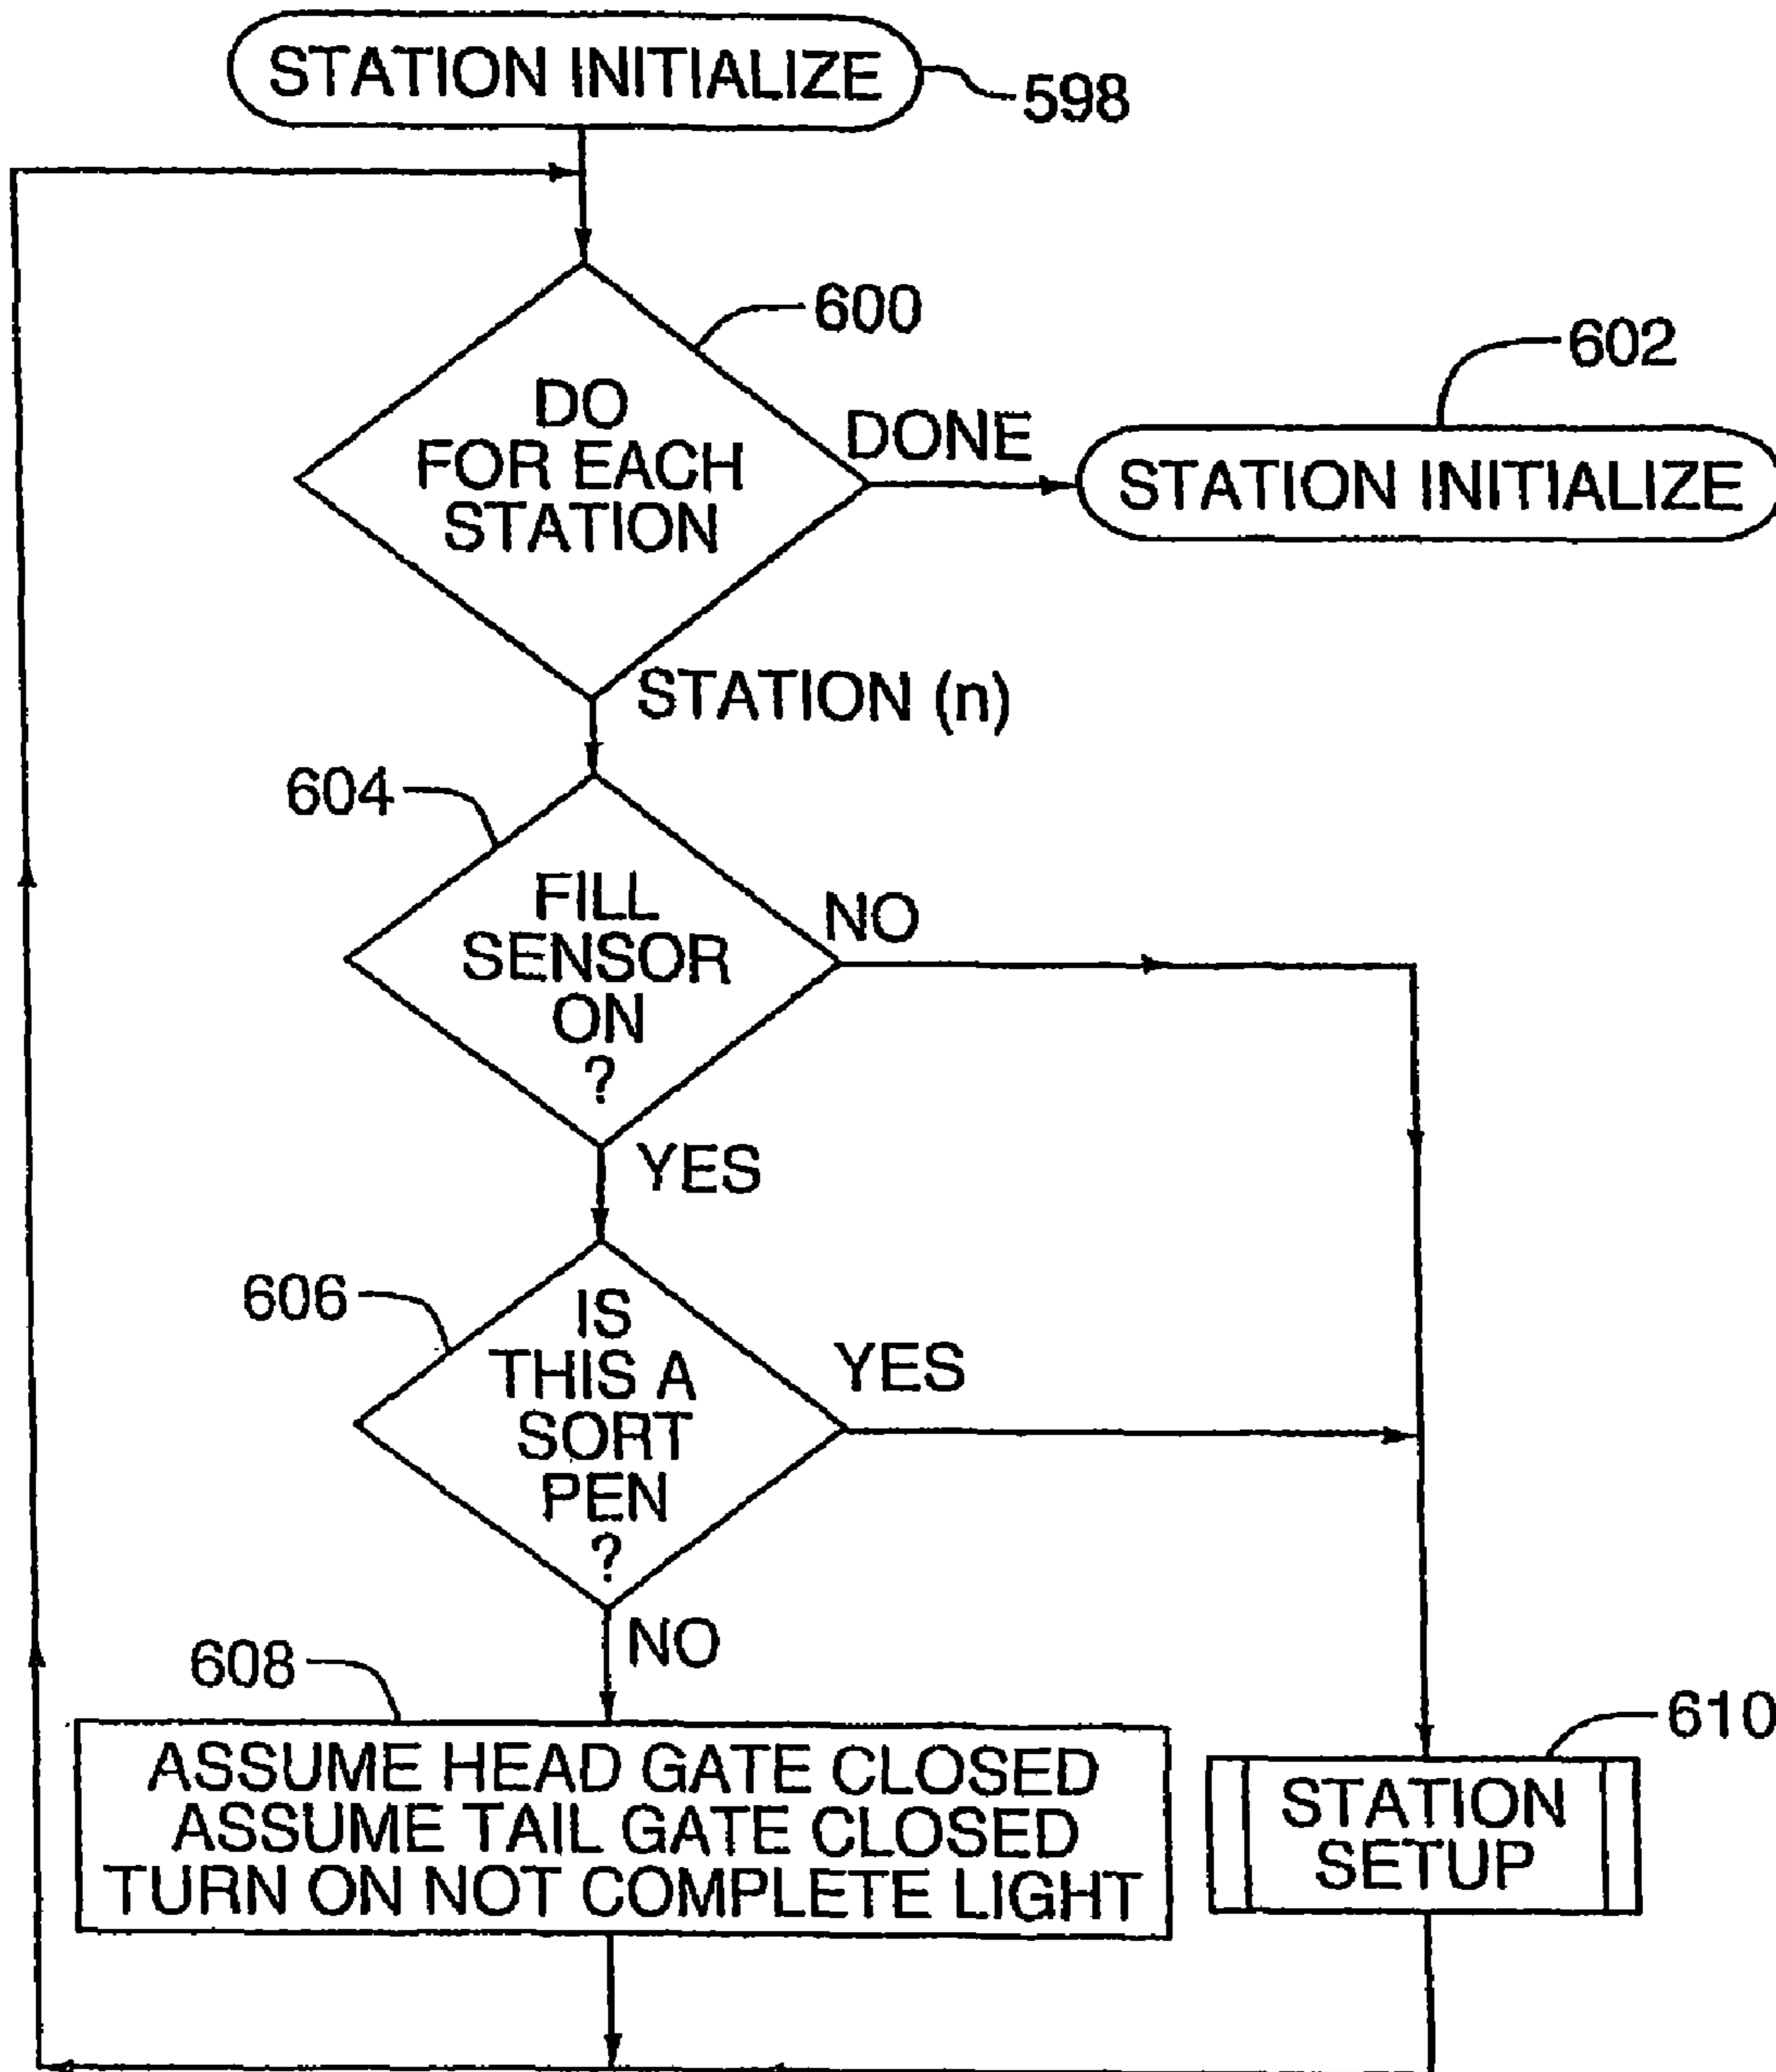 STATION INITIALIZE
598
600
DO
FOR EACH
STATION
DONE
602
STATION INITIALIZE
STATION (n)
604
FILL
SENSOR
ON
?
NO
YES
606
IS
THIS A
SORT
PEN
?
YES
NO
608
ASSUME HEAD GATE CLOSED
ASSUME TAIL GATE CLOSED
TURN ON NOT COMPLETE LIGHT
610
STATION
SETUP